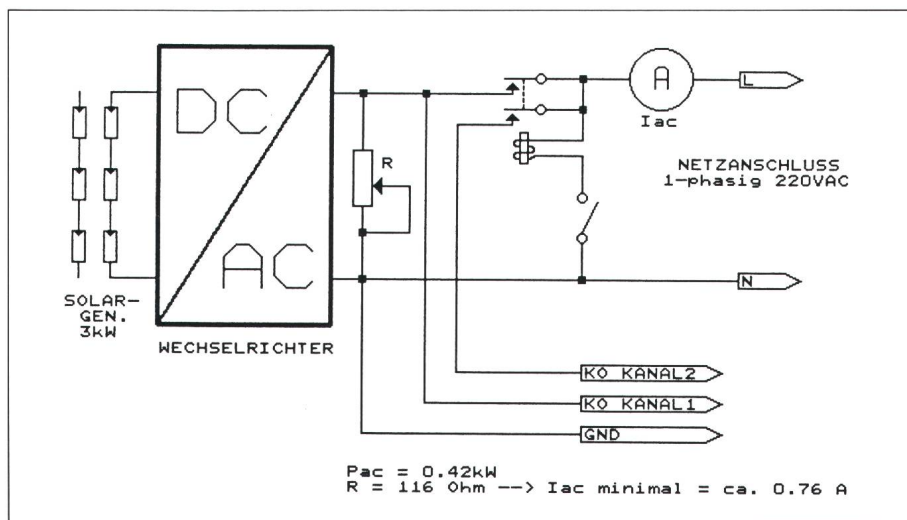 DC
AC
SOLAR-
GEN.
3kW
WECHSELRICHTER
R
A
Iac
L
NETZANSCHLUSS
1-phasig 220VAC
N
KO KANAL2
KO KANAL1
GND
Pac = 0.42kW
R = 116 Ohm --> Iac minimal = ca. 0.76 A